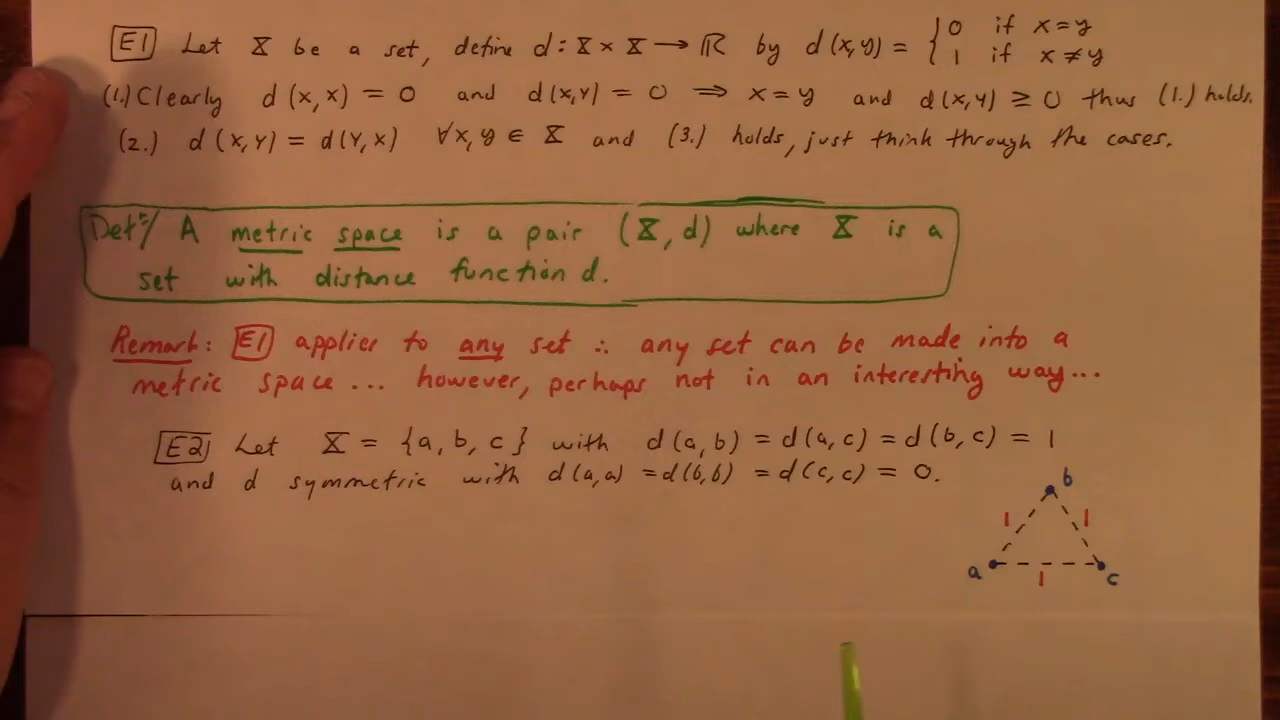 E1 Let X be a set, define d : X × X → ℝ by d(x,y) = { 0 if x=y
1 if x≠y
(1.) Clearly d(x,x) = 0 and d(x,y) = 0 ⇒ x=y and d(x,y) ≥ 0 thus (1.) holds.
(2.) d(x,y) = d(y,x) ∀x,y ∈ X and (3.) holds, just think through the cases.
Defn/ A metric space is a pair (X, d) where X is a
set with distance function d.
Remark: E1 applies to any set ∴ any set can be made into a
metric space ... however, perhaps not in an interesting way...
E2 Let X = {a, b, c} with d(a,b) = d(a,c) = d(b,c) = 1
and d symmetric with d(a,a) = d(b,b) = d(c,c) = 0.
b
1 1
a c
1